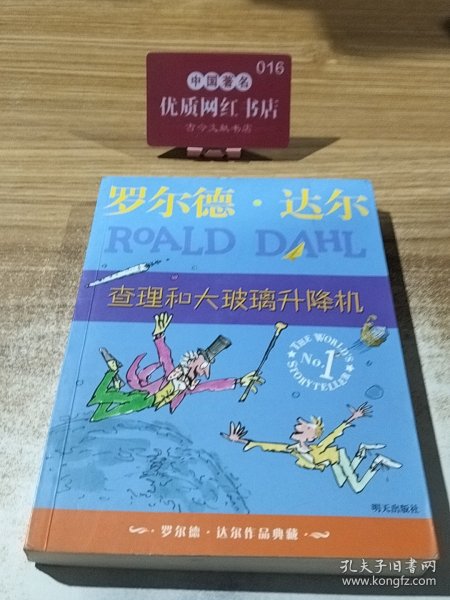 016
中国著名
优质网红书店
古今文献书店
罗尔德·达尔
ROALD DAHL
查理和大玻璃升降机
THE WORLD'S
No 1
STORYTELLER
明天出版社
罗尔德·达尔作品典藏
孔夫子旧书网
www.kongfz.com